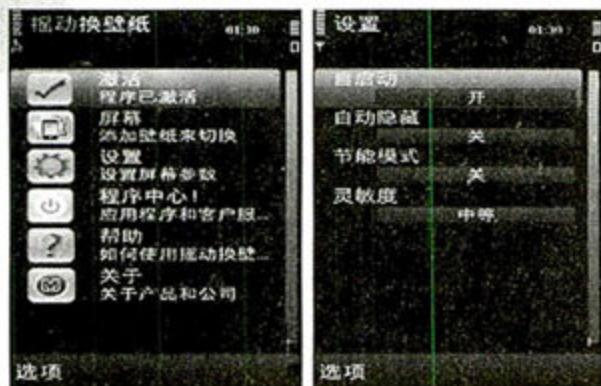 摇动换壁纸
01:30
激活
程序已激活
屏幕
添加壁纸来切换
设置
设置屏幕参数
程序中心!
应用程序和客户服...
帮助
如何使用摇动换壁...
关于
关于产品和公司
选项
设置
01:30
自启动
开
自动隐藏
关
节能模式
关
灵敏度
中等
选项